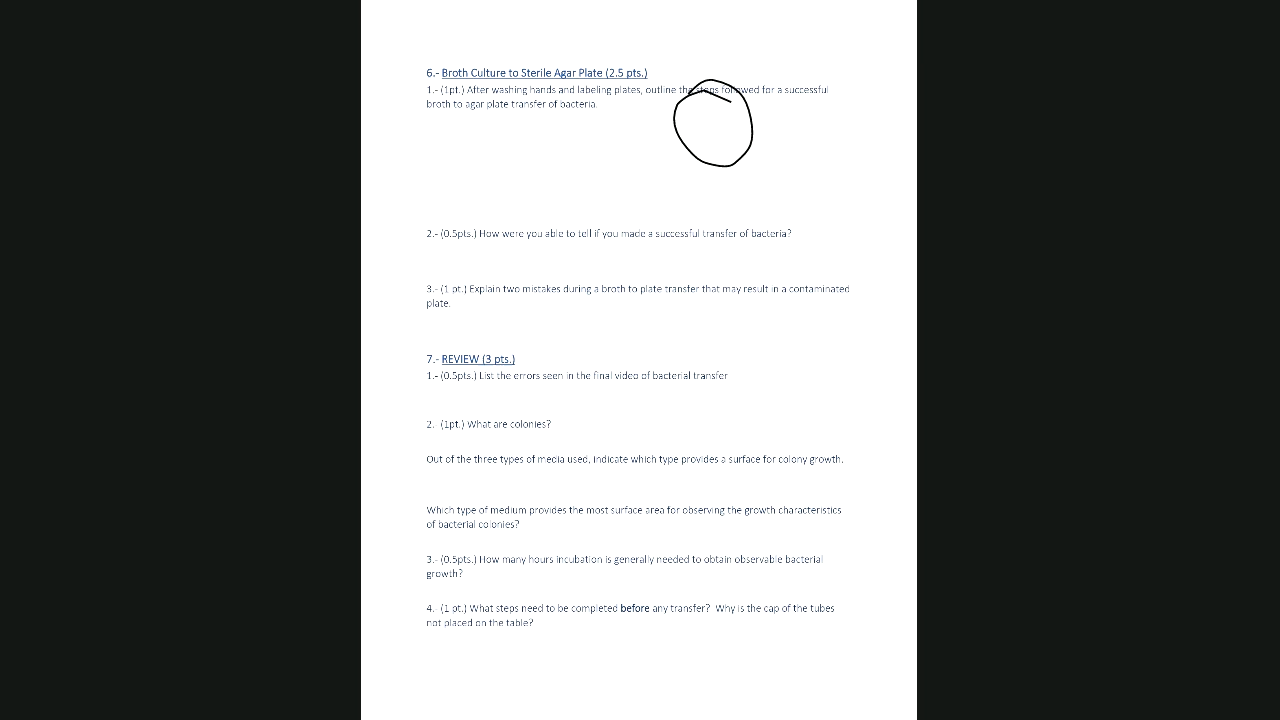 6.- Broth Culture to Sterile Agar Plate (2.5 pts.)
1.- (1pt.) After washing hands and labeling plates, outline the steps followed for a successful
broth to agar plate transfer of bacteria.
2.- (0.5pts.) How were you able to tell if you made a successful transfer of bacteria?
3.- (1 pt.) Explain two mistakes during a broth to plate transfer that may result in a contaminated
plate.
7.- REVIEW (3 pts.)
1.- (0.5pts.) List the errors seen in the final video of bacterial transfer
2.- (1pt.) What are colonies?
Out of the three types of media used, indicate which type provides a surface for colony growth.
Which type of medium provides the most surface area for observing the growth characteristics
of bacterial colonies?
3.- (0.5pts.) How many hours incubation is generally needed to obtain observable bacterial
growth?
4.- (1 pt.) What steps need to be completed before any transfer? Why is the cap of the tubes
not placed on the table?